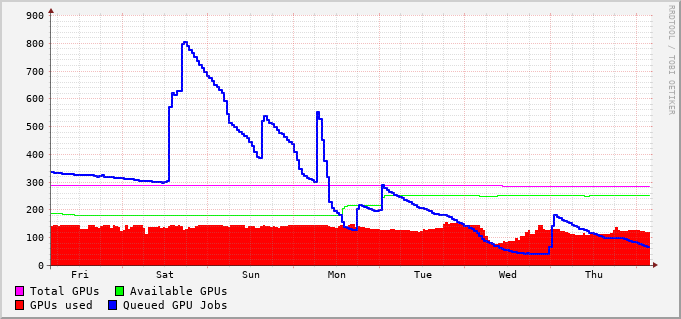 900
800
700
600
500
400
300
200
100
0
Fri Sat Sun Mon Tue Wed Thu
RRDTOOL / TOBI OETIKER
Total GPUs Available GPUs
GPUs used Queued GPU Jobs